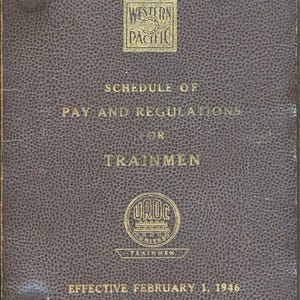 WESTERN
PACIFIC
SCHEDULE OF
PAY AND REGULATIONS
FOR
TRAINMEN
TRAINMEN
EFFECTIVE FEBRUARY 1, 1946